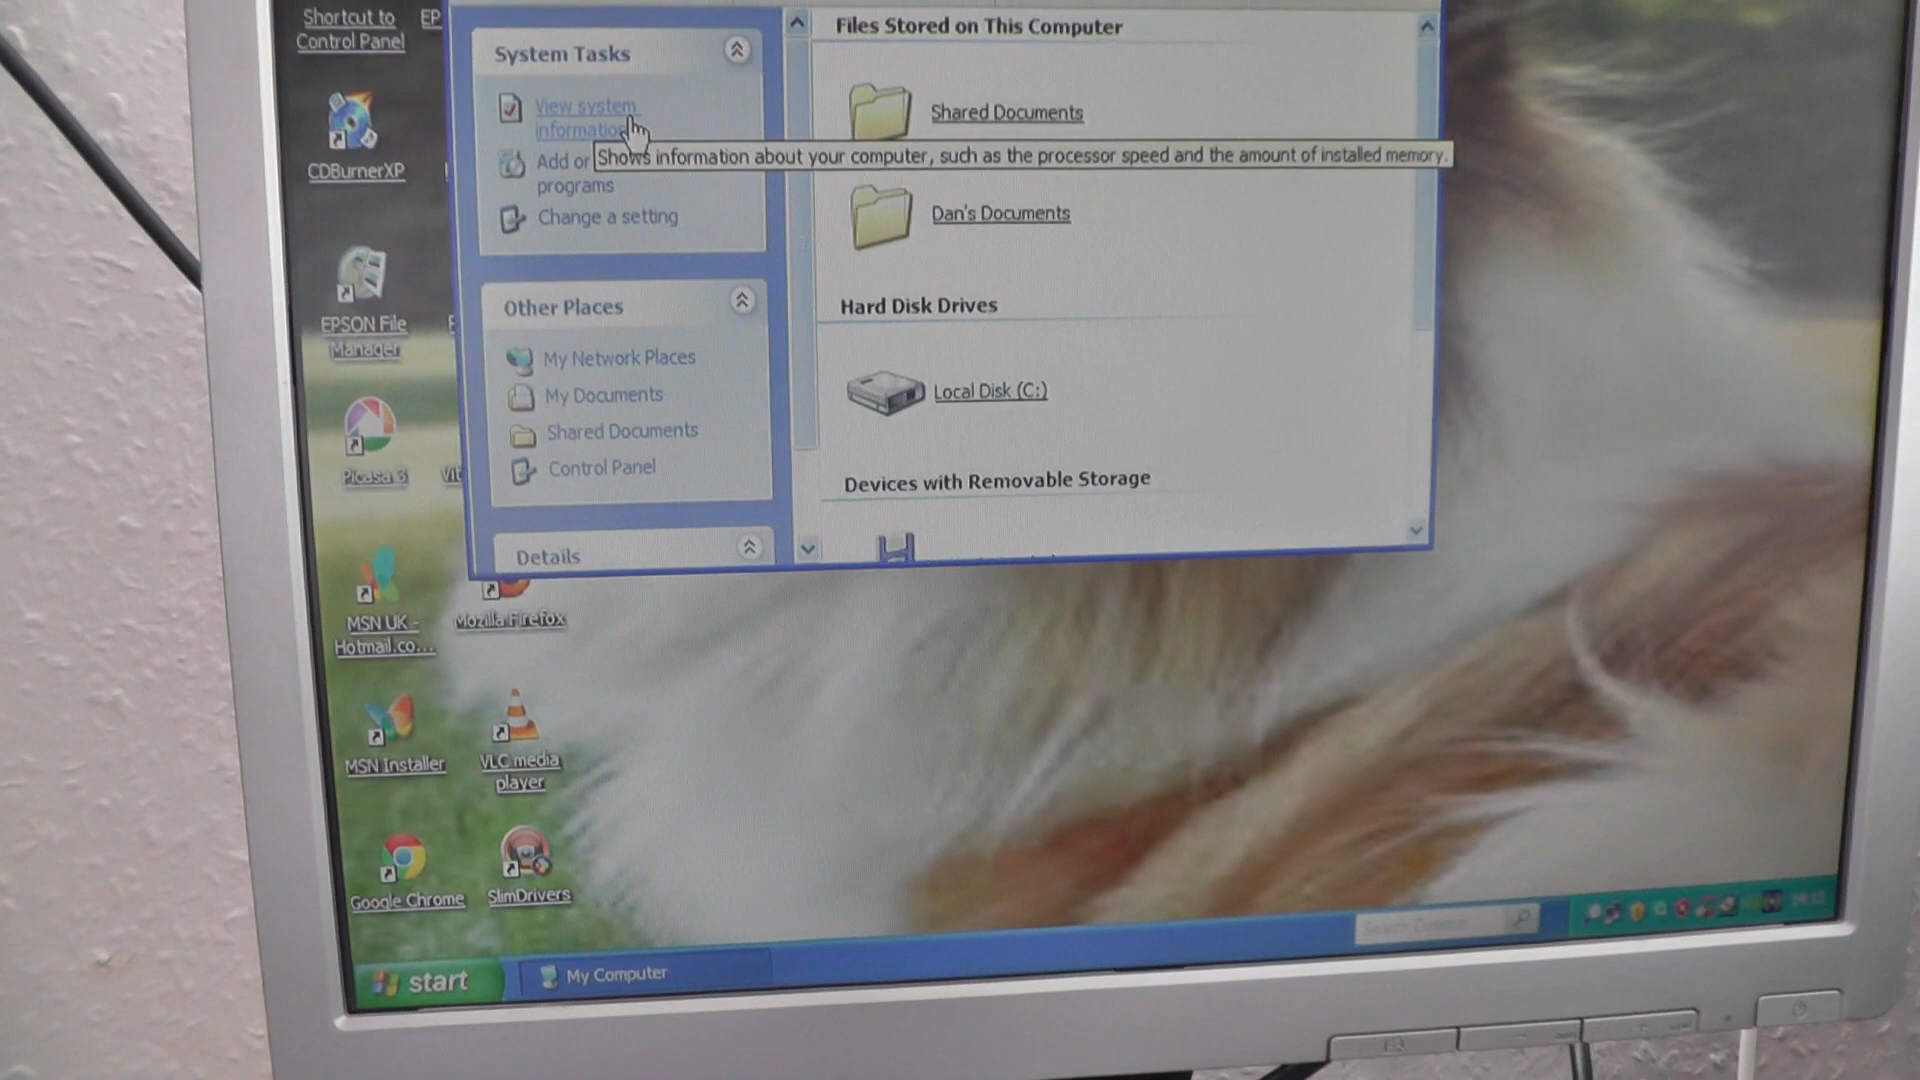 Shortcut to
Control Panel
EP
CDBurnerXP
EPSON File
Manager
Picasa 3
Vit
MSN UK -
Hotmail.co...
Mozilla Firefox
MSN Installer
VLC media
player
Google Chrome
SlimDrivers
System Tasks
View system
information
Add or
programs
Change a setting
Shows information about your computer, such as the processor speed and the amount of installed memory.
Other Places
My Network Places
My Documents
Shared Documents
Control Panel
Details
Files Stored on This Computer
Shared Documents
Dan's Documents
Hard Disk Drives
Local Disk (C:)
Devices with Removable Storage
start
My Computer
Search Desktop